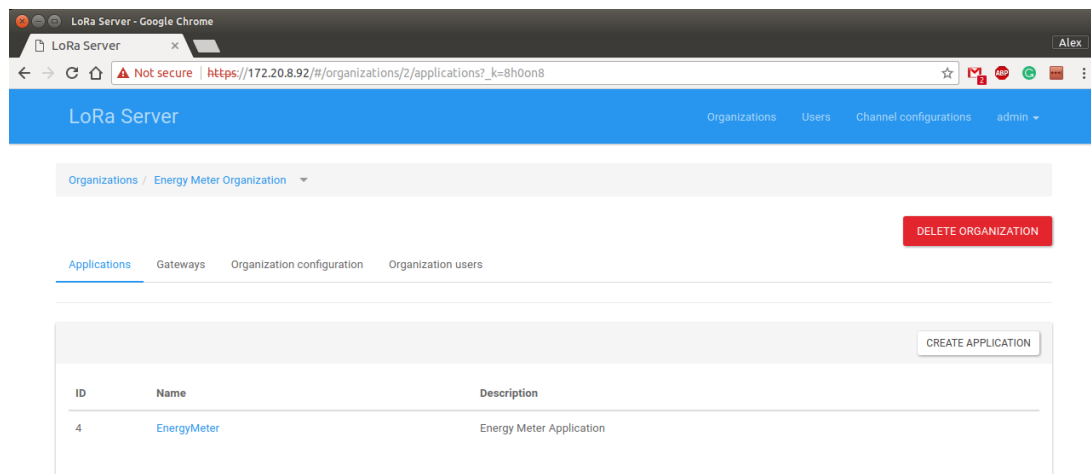 LoRa Server - Google Chrome
LoRa Server
Alex
Not secure | https://172.20.8.92/#/organizations/2/applications?_k=8h0on8
2
ABP
G
LoRa Server Organizations Users Channel configurations admin
Organizations / Energy Meter Organization
DELETE ORGANIZATION
Applications Gateways Organization configuration Organization users
CREATE APPLICATION
ID Name Description
4 EnergyMeter Energy Meter Application